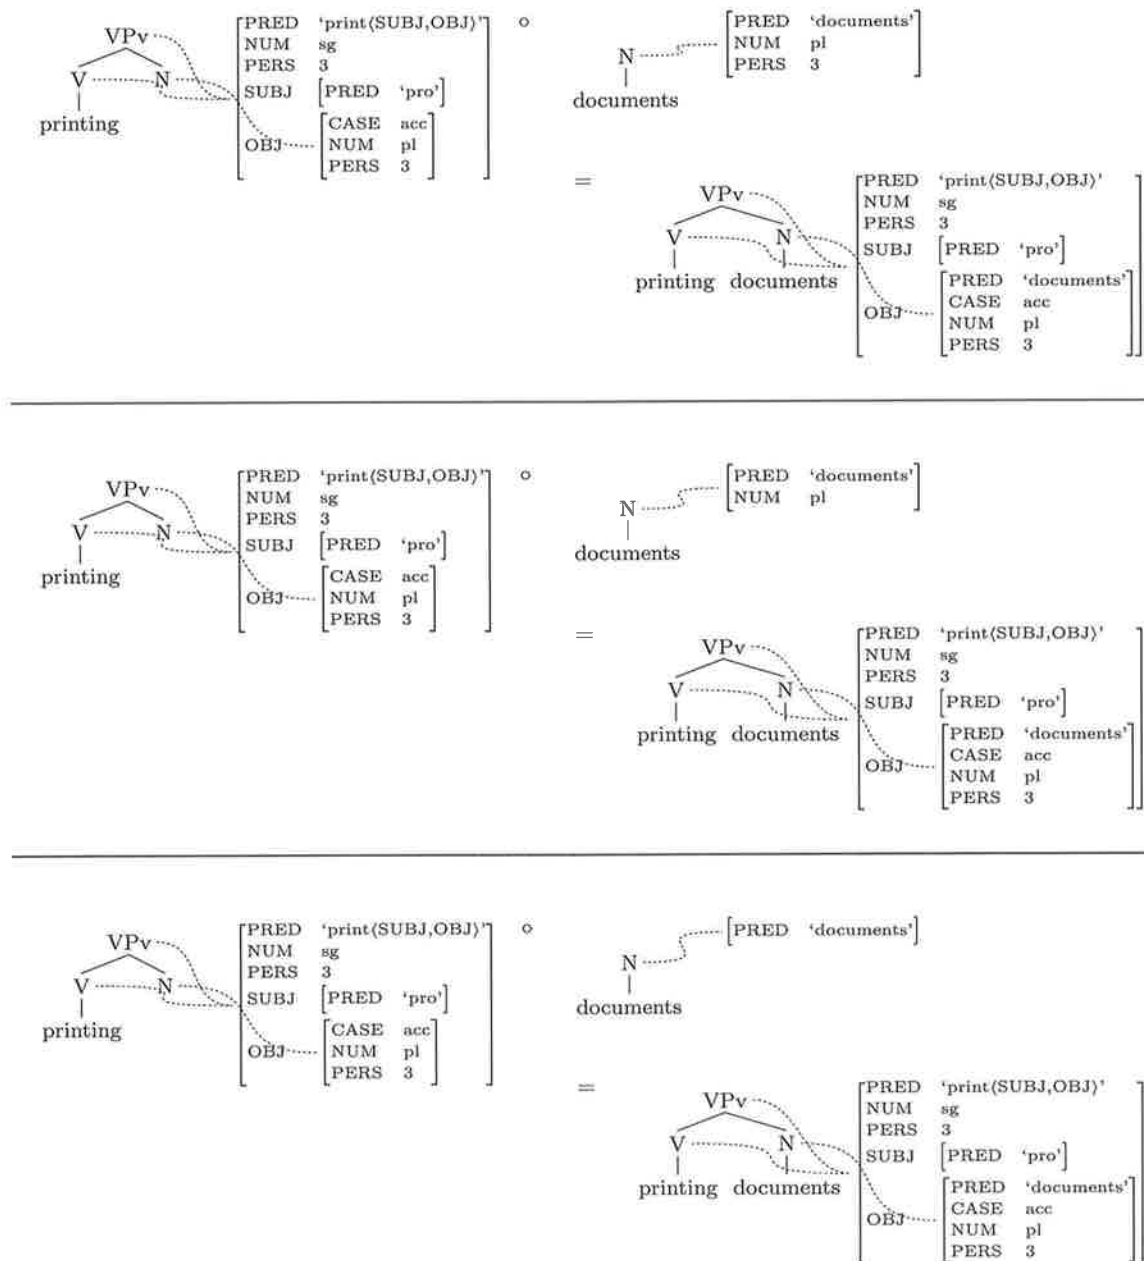 [PRED ‘print⟨SUBJ,OBJ⟩’] ∘ [PRED ‘documents’]
VPv NUM sg N NUM pl
PERS 3 PERS 3
V N SUBJ [PRED ‘pro’] documents
printing CASE acc
OBJ NUM pl
PERS 3
=
VPv PRED ‘print⟨SUBJ,OBJ⟩’
NUM sg
PERS 3
V N SUBJ [PRED ‘pro’]
printing documents PRED ‘documents’
OBJ CASE acc
NUM pl
PERS 3
PRED ‘print⟨SUBJ,OBJ⟩’ ∘ PRED ‘documents’
VPv NUM sg N NUM pl
PERS 3
V N SUBJ [PRED ‘pro’] documents
printing CASE acc
OBJ NUM pl
PERS 3
=
VPv PRED ‘print⟨SUBJ,OBJ⟩’
NUM sg
PERS 3
V N SUBJ [PRED ‘pro’]
printing documents PRED ‘documents’
OBJ CASE acc
NUM pl
PERS 3
PRED ‘print⟨SUBJ,OBJ⟩’ ∘ [PRED ‘documents’]
VPv NUM sg N
PERS 3
V N SUBJ [PRED ‘pro’] documents
printing CASE acc
OBJ NUM pl
PERS 3
=
VPv PRED ‘print⟨SUBJ,OBJ⟩’
NUM sg
PERS 3
V N SUBJ [PRED ‘pro’]
printing documents PRED ‘documents’
OBJ CASE acc
NUM pl
PERS 3